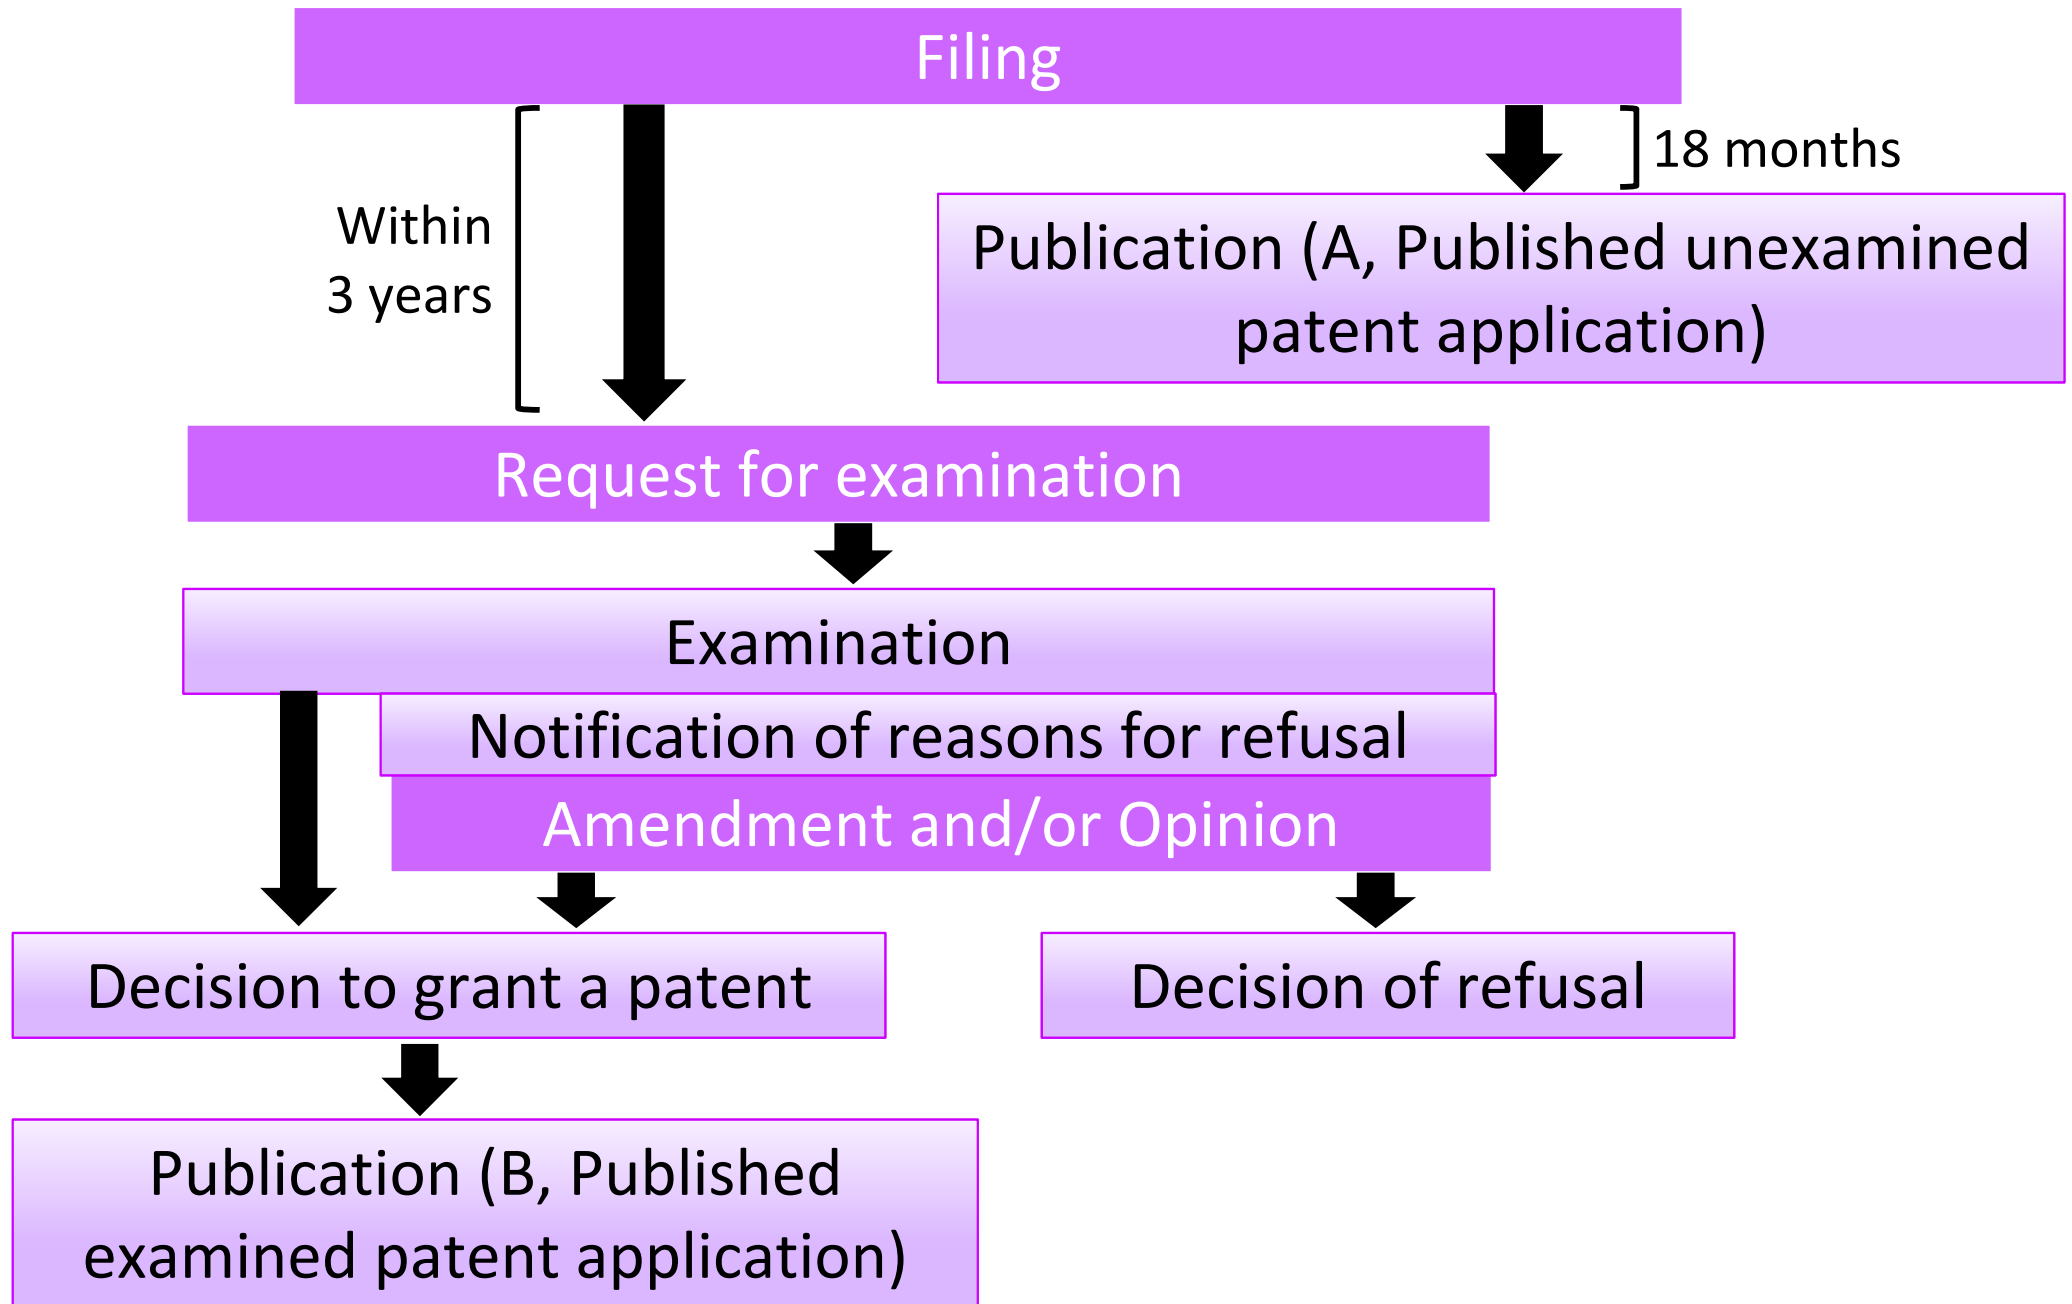 Filing
18 months
Within
3 years
Publication (A, Published unexamined
patent application)
Request for examination
Examination
Notification of reasons for refusal
Amendment and/or Opinion
Decision to grant a patent
Decision of refusal
Publication (B, Published
examined patent application)